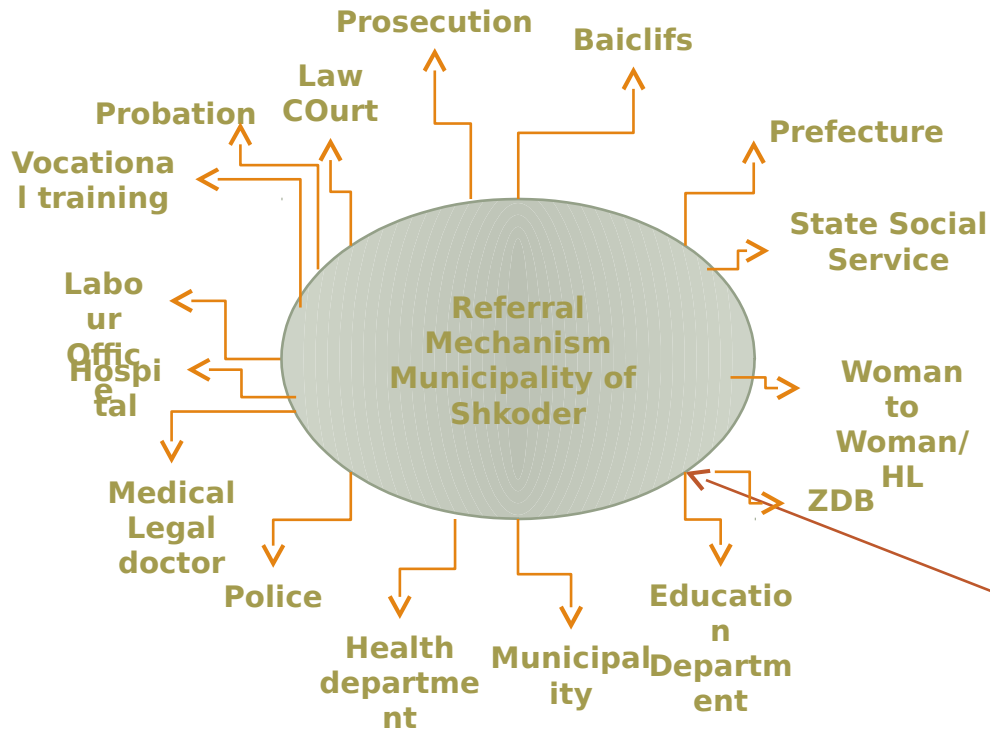 Prosecution
Baiclifs
Law
COurt
Probation
Prefecture
Vocationa
l training
State Social
Service
Labo
ur
Offic
e
Hospi
tal
Referral
Mechanism
Municipality of
Shkoder
Woman
to
Woman/
HL
ZDB
Medical
Legal
doctor
Police
Health
departme
nt
Municipal
ity
Educatio
n
Departm
ent